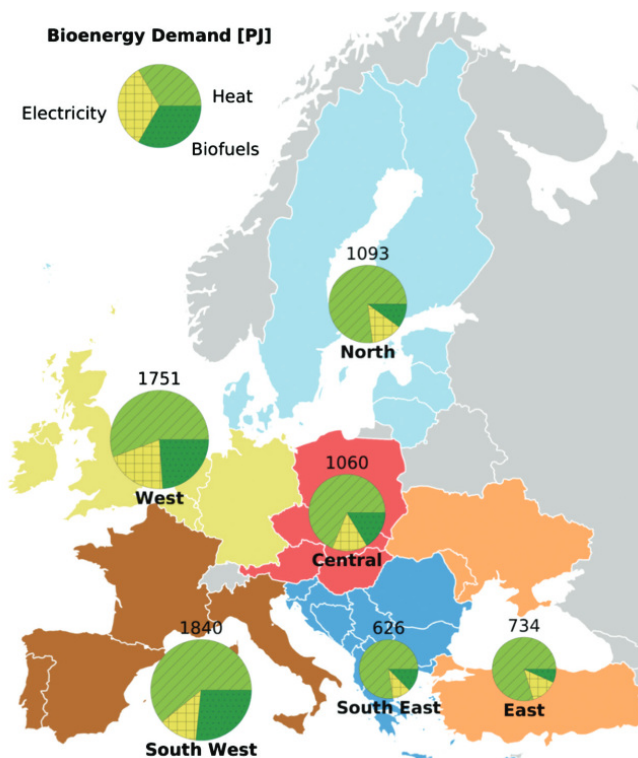 Bioenergy Demand [PJ]
Heat
Electricity
Biofuels
1093
North
1751
West
1060
Central
1840
South West
626
South East
734
East